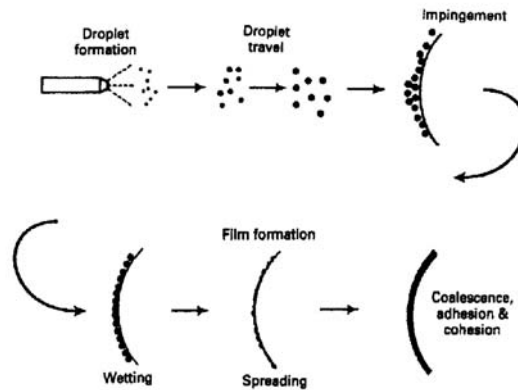 Droplet
formation
Droplet
travel
Impingement
Film formation
Wetting
Spreading
Coalescence,
adhesion &
cohesion